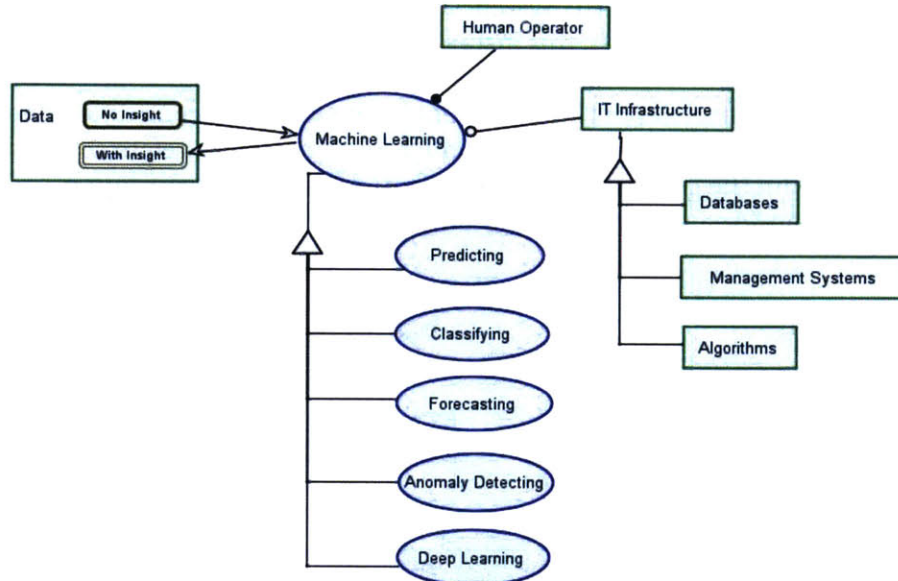 Human Operator
Data
No Insight
With Insight
Machine Learning
IT Infrastructure
Databases
Management Systems
Algorithms
Predicting
Classifying
Forecasting
Anomaly Detecting
Deep Learning